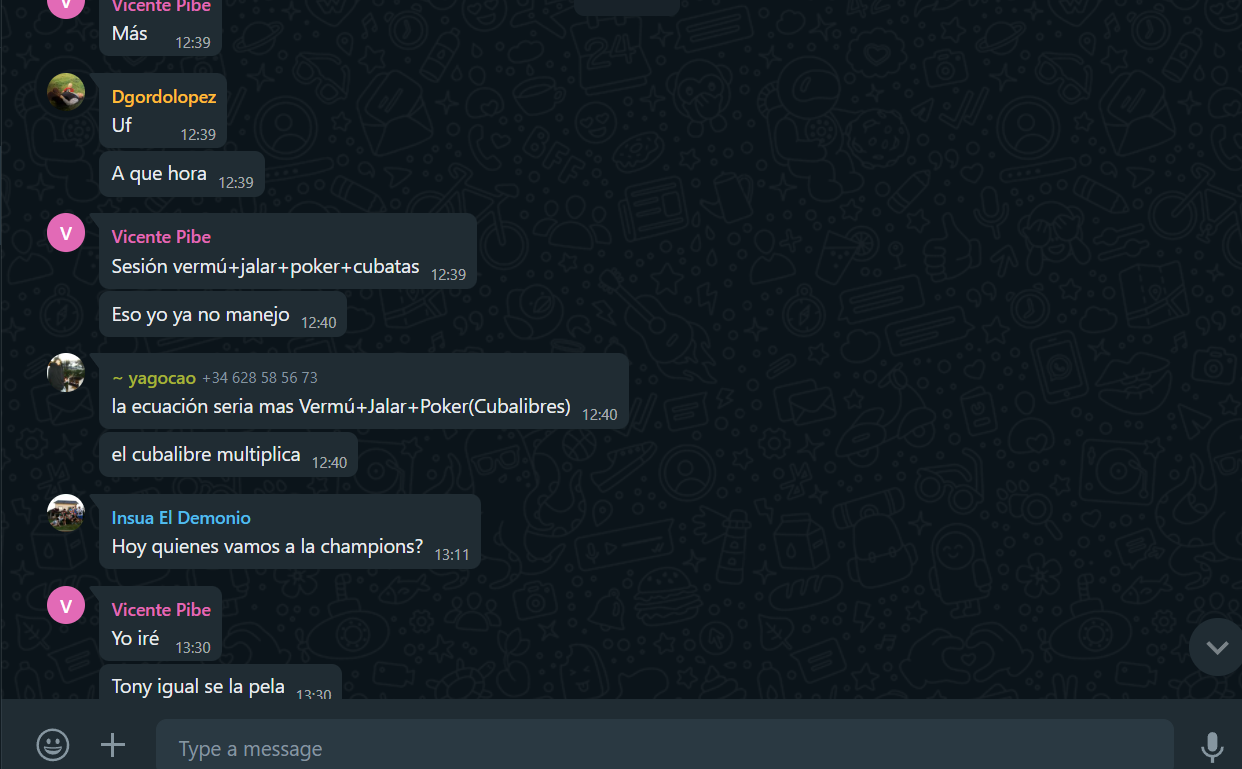 Vicente Pibe
Más
12:39
Dgordolopez
Uf
12:39
A que hora
12:39
V
Vicente Pibe
Sesión vermú+jalar+poker+cubatas
12:39
Eso yo ya no manejo
12:40
~ yagocao +34 628 58 56 73
la ecuación seria mas Vermú+Jalar+Poker(Cubalibres)
12:40
el cubalibre multiplica
12:40
Insua El Demonio
Hoy quienes vamos a la champions?
13:11
V
Vicente Pibe
Yo iré
13:30
Tony igual se la pela
13:30
Type a message